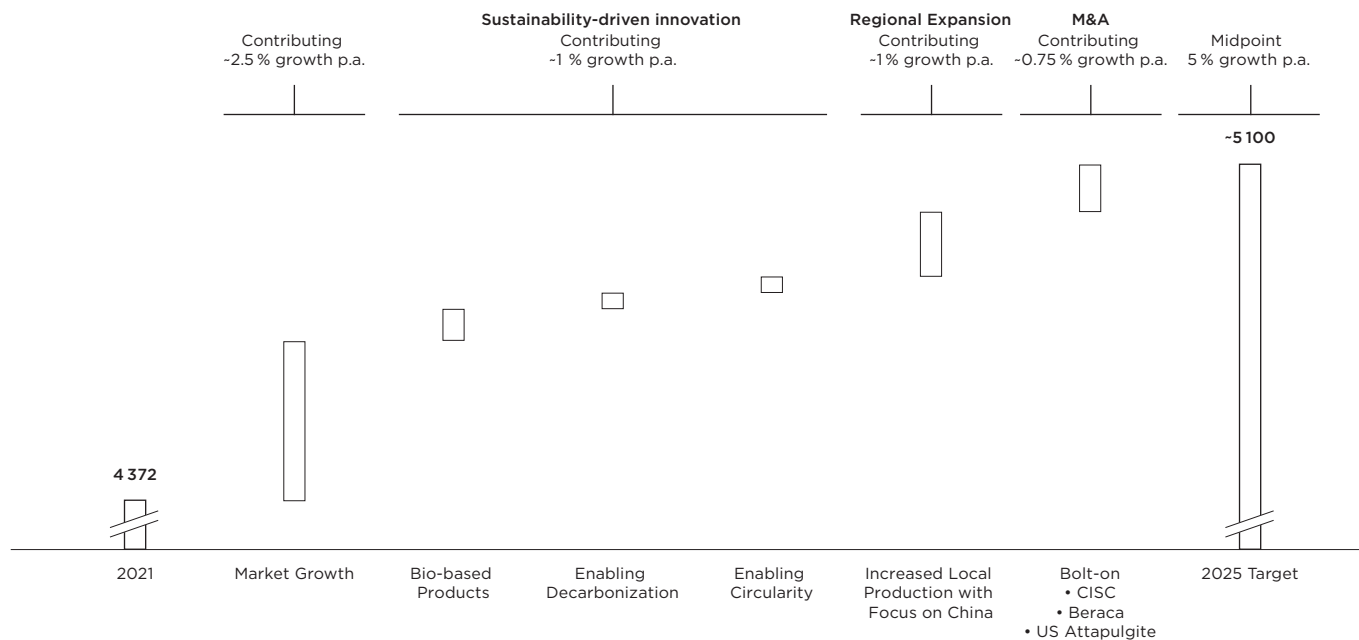 Sustainability-driven innovation
Regional Expansion
M&A
Contributing
~2.5 % growth p.a.
Contributing
~1 % growth p.a.
Contributing
~1 % growth p.a.
Contributing
~0.75 % growth p.a.
Midpoint
5 % growth p.a.
~5 100
4 372
2021
Market Growth
Bio-based
Products
Enabling
Decarbonization
Enabling
Circularity
Increased Local
Production with
Focus on China
Bolt-on
• CISC
• Beraca
• US Attapulgite
2025 Target